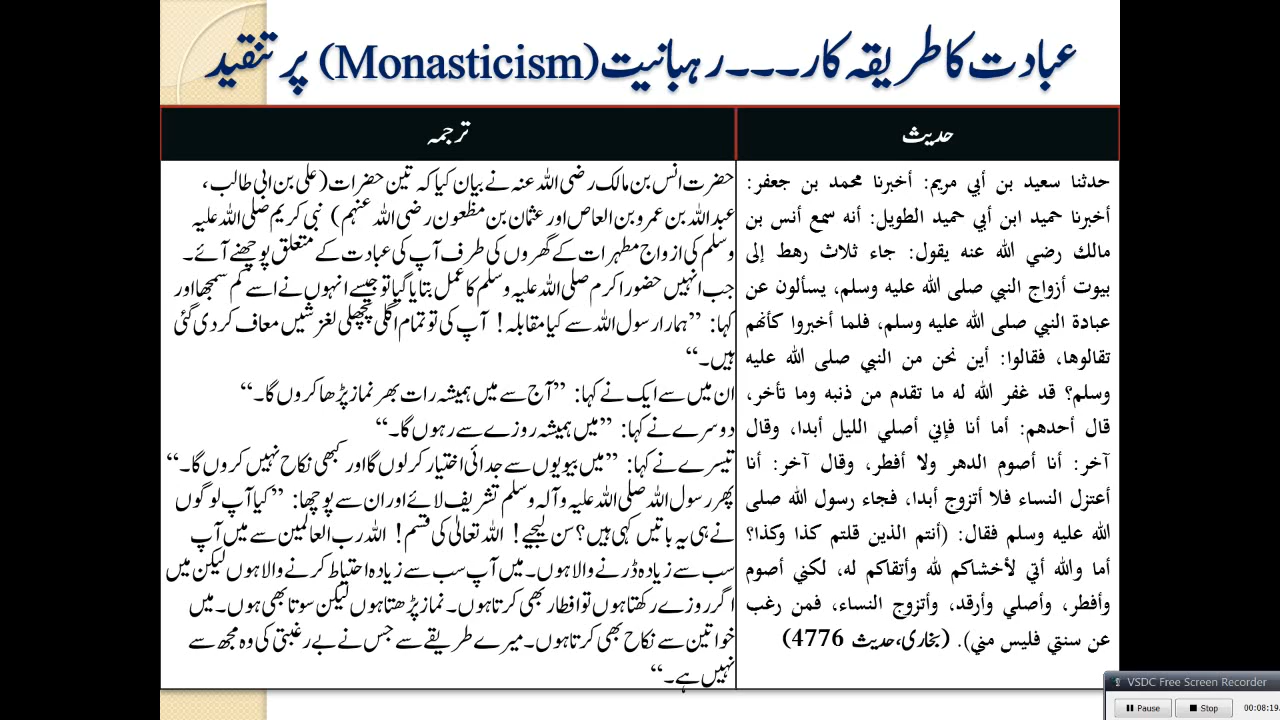 عبادت کا طریقہ کار۔۔۔رہبانیت (Monasticism) پر تنقید
حدیث
حدثنا سعيد بن أبي مريم: أخبرنا محمد بن جعفر:
أخبرنا حميد ابن أبي حميد الطويل: أنه سمع أنس بن
مالك رضي الله عنه يقول: جاء ثلاث رهط إلى
بيوت أزواج النبي صلى الله عليه وسلم، يسألون عن
عبادة النبي صلى الله عليه وسلم، فلما أخبروا كأنهم
تقالوها، فقالوا: أين نحن من النبي صلى الله عليه
وسلم؟ قد غفر الله له ما تقدم من ذنبه وما تأخر،
قال أحدهم: أما أنا فإني أصلي الليل أبدا، وقال
آخر: أنا أصوم الدهر ولا أفطر، وقال آخر: أنا
أعتزل النساء فلا أتزوج أبدا، فجاء رسول الله صلى
الله عليه وسلم فقال: (أنتم الذين قلتم كذا وكذا؟
أما والله أني لأخشاكم لله وأتقاكم له، لكني أصوم
وأفطر، وأصلي وأرقد، وأتزوج النساء، فمن رغب
عن سنتي فليس مني). (بخاری، حدیث 4776)
ترجمہ
حضرت انس بن مالک رضی اللہ عنہ نے بیان کیا کہ تین حضرات (علی بن ابی طالب،
عبداللہ بن عمرو بن العاص اور عثمان بن مظعون رضی اللہ عنہم) نبی کریم صلی اللہ علیہ
وسلم کی ازواج مطہرات کے گھروں کی طرف آپ کی عبادت کے متعلق پوچھنے آئے۔
جب انہیں حضور اکرم صلی اللہ علیہ وسلم کا عمل بتایا گیا تو جیسے انہوں نے اسے کم سمجھا اور
کہا: ”ہمارا رسول اللہ سے کیا مقابلہ! آپ کی تو تمام اگلی پچھلی لغزشیں معاف کر دی گئی
ہیں۔“
ان میں سے ایک نے کہا: ”آج سے میں ہمیشہ رات بھر نماز پڑھا کروں گا۔“
دوسرے نے کہا: ”میں ہمیشہ روزے سے رہوں گا۔“
تیسرے نے کہا: ”میں بیویوں سے جدائی اختیار کر لوں گا اور کبھی نکاح نہیں کروں گا۔“
پھر رسول اللہ صلی اللہ علیہ وآلہ وسلم تشریف لائے اور ان سے پوچھا: ”کیا آپ لوگوں
نے ہی یہ باتیں کہی ہیں؟ سن لیجیے! اللہ تعالٰی کی قسم! اللہ رب العالمین سے میں آپ
سب سے زیادہ ڈرنے والا ہوں۔ میں آپ سب سے زیادہ احتیاط کرنے والا ہوں لیکن میں
اگر روزے رکھتا ہوں تو افطار بھی کرتا ہوں۔ نماز پڑھتا ہوں لیکن سوتا بھی ہوں۔ میں
خواتین سے نکاح بھی کرتا ہوں۔ میرے طریقے سے جس نے بے رغبتی کی وہ مجھ سے
نہیں ہے۔“
VSDC Free Screen Recorder
Pause Stop 00:08:19